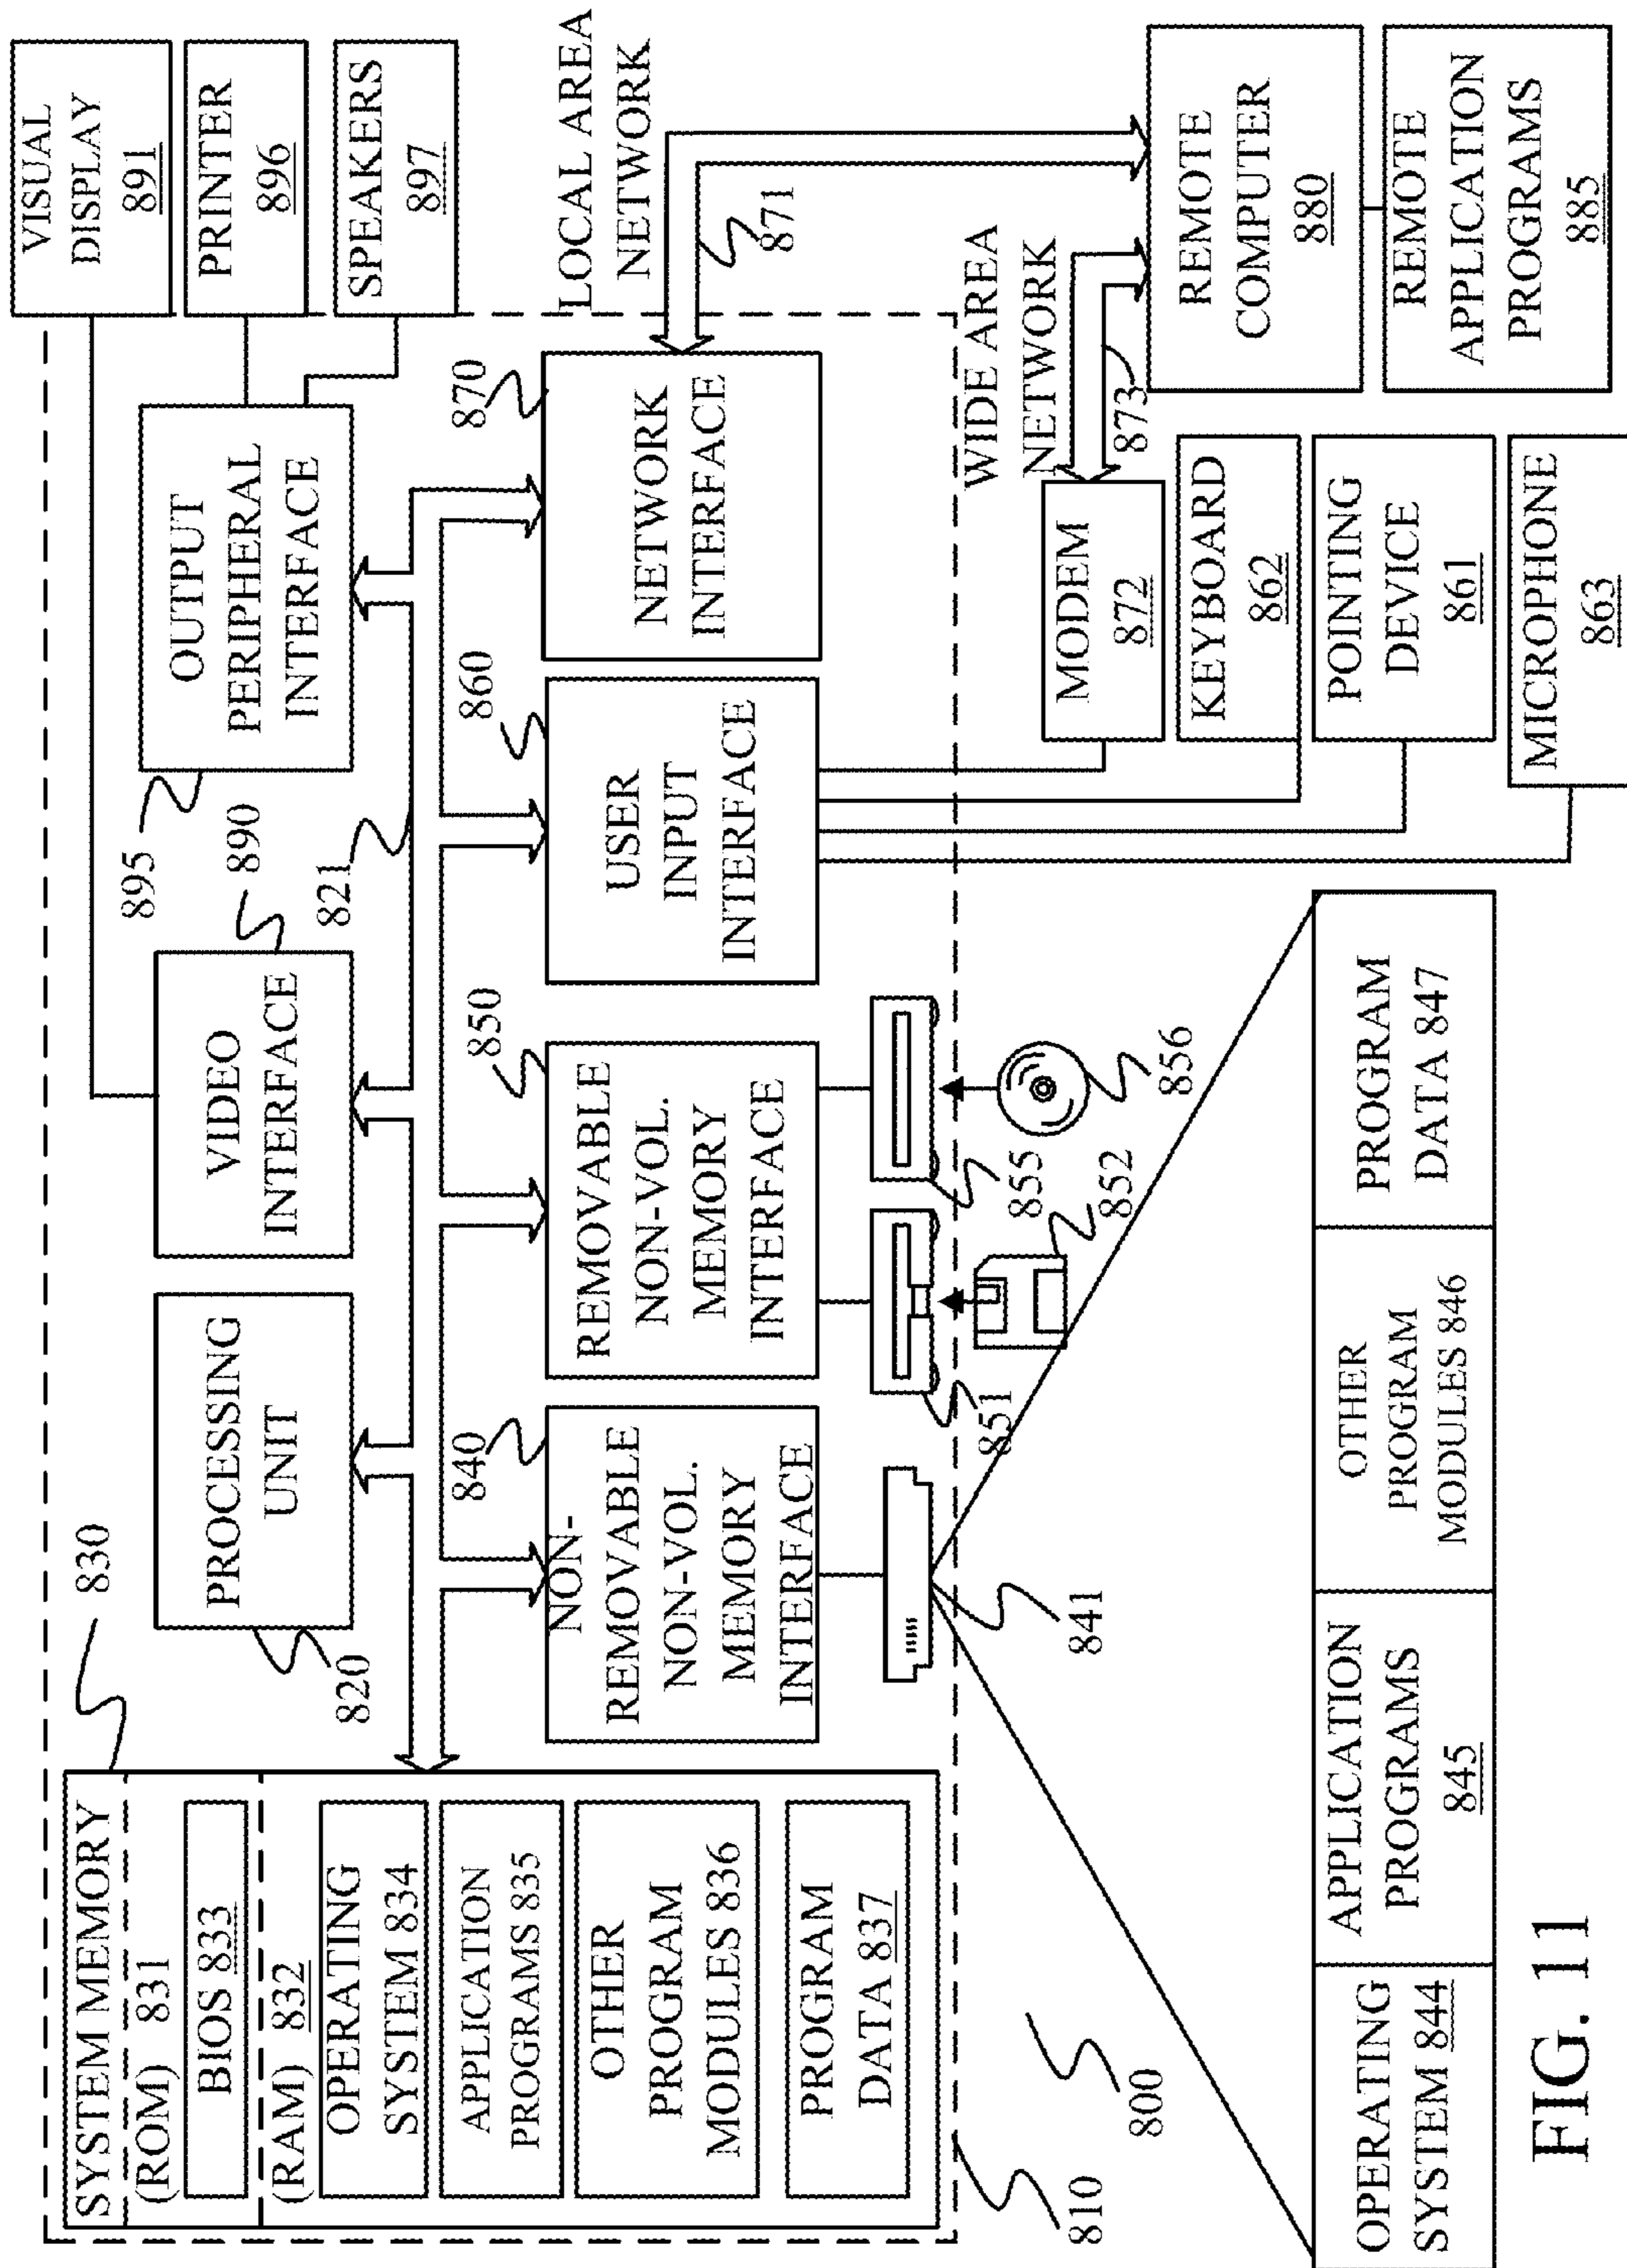 SYSTEM MEMORY
(ROM) 831
BIOS 833
(RAM) 832
OPERATING
SYSTEM 834
APPLICATION
PROGRAMS 835
OTHER
PROGRAM
MODULES 836
PROGRAM
DATA 837
830
820
PROCESSING
UNIT
VIDEO
INTERFACE
890
821
895
OUTPUT
PERIPHERAL
INTERFACE
VISUAL
DISPLAY
891
PRINTER
896
SPEAKERS
897
840
NON-
REMOVABLE
NON-VOL.
MEMORY
INTERFACE
850
REMOVABLE
NON-VOL.
MEMORY
INTERFACE
860
USER
INPUT
INTERFACE
870
NETWORK
INTERFACE
LOCAL AREA
NETWORK
871
810
800
841
851
852
855
856
WIDE AREA
NETWORK
873
MODEM
872
KEYBOARD
862
POINTING
DEVICE
861
MICROPHONE
863
REMOTE
COMPUTER
880
REMOTE
APPLICATION
PROGRAMS
885
OPERATING
SYSTEM 844
APPLICATION
PROGRAMS
845
OTHER
PROGRAM
MODULES 846
PROGRAM
DATA 847
FIG. 11